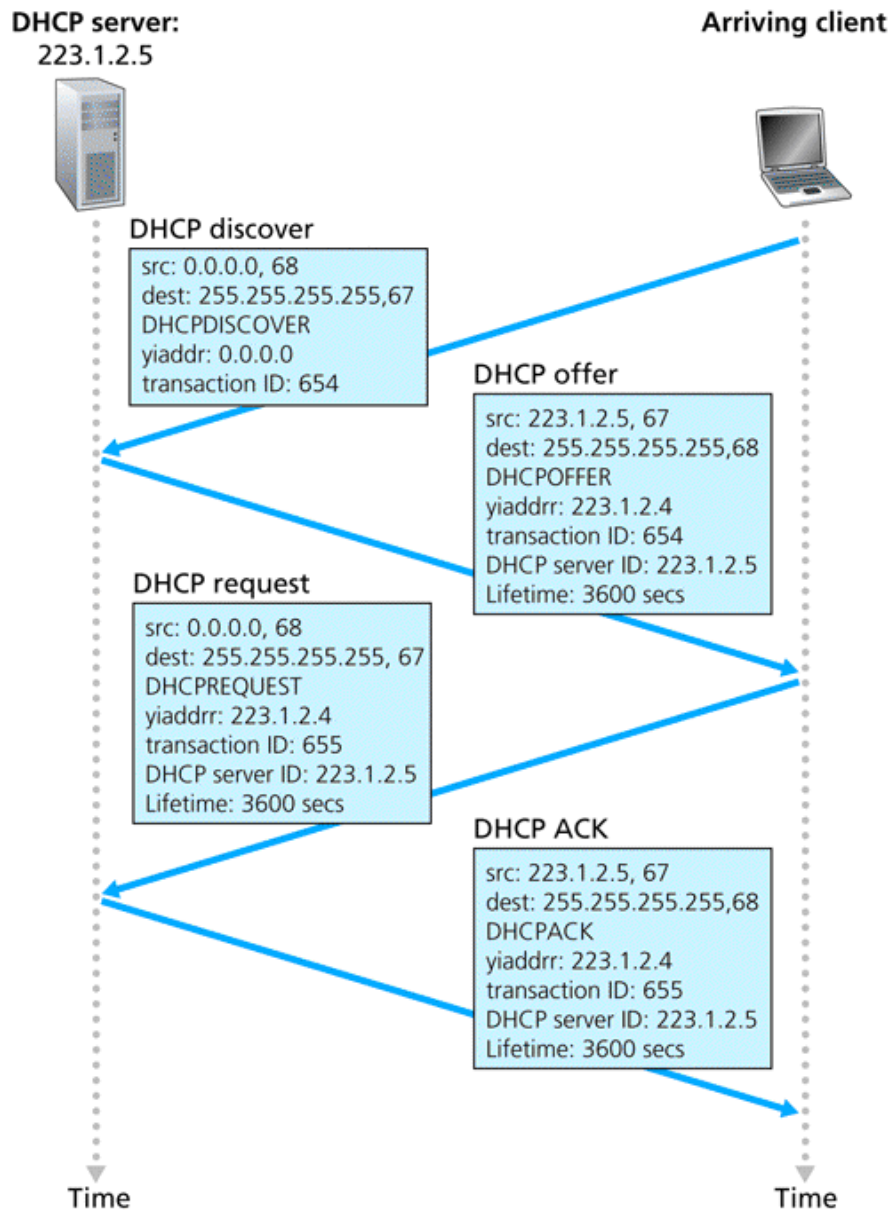 DHCP server:
223.1.2.5
Arriving client
DHCP discover
src: 0.0.0.0, 68
dest: 255.255.255.255,67
DHCPDISCOVER
yiaddr: 0.0.0.0
transaction ID: 654
DHCP offer
src: 223.1.2.5, 67
dest: 255.255.255.255,68
DHCPOFFER
yiaddrr: 223.1.2.4
transaction ID: 654
DHCP server ID: 223.1.2.5
Lifetime: 3600 secs
DHCP request
src: 0.0.0.0, 68
dest: 255.255.255.255, 67
DHCPREQUEST
yiaddrr: 223.1.2.4
transaction ID: 655
DHCP server ID: 223.1.2.5
Lifetime: 3600 secs
DHCP ACK
src: 223.1.2.5, 67
dest: 255.255.255.255,68
DHCPACK
yiaddrr: 223.1.2.4
transaction ID: 655
DHCP server ID: 223.1.2.5
Lifetime: 3600 secs
Time
Time